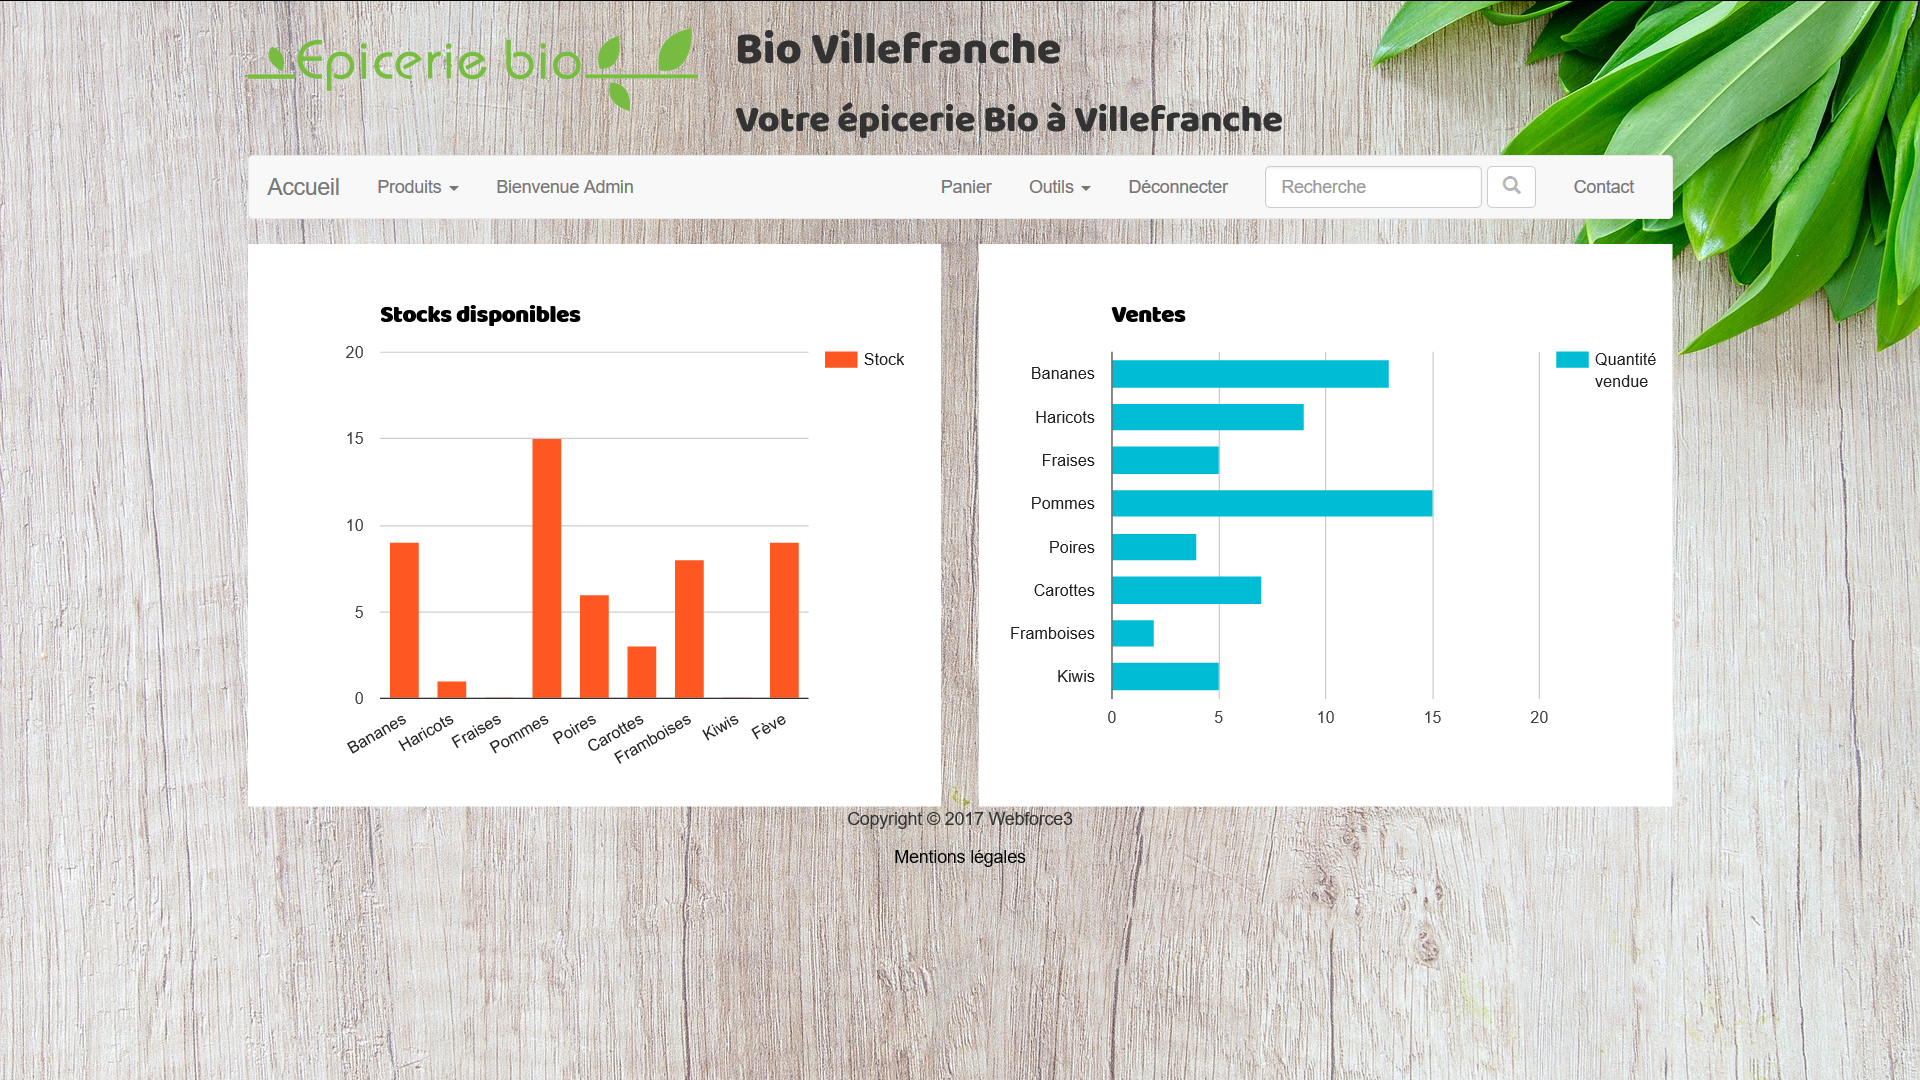 Epicerie bio
Bio Villefranche
Votre épicerie Bio à Villefranche
Accueil Produits Bienvenue Admin Panier Outils Déconnecter Recherche Contact
Stocks disponibles
20
15
10
5
0
Stock
Bananes Haricots Fraises Pommes Poires Carottes Framboises Kiwis Fève
Ventes
Bananes
Haricots
Fraises
Pommes
Poires
Carottes
Framboises
Kiwis
0 5 10 15 20
Quantité
vendue
Copyright © 2017 Webforce3
Mentions légales